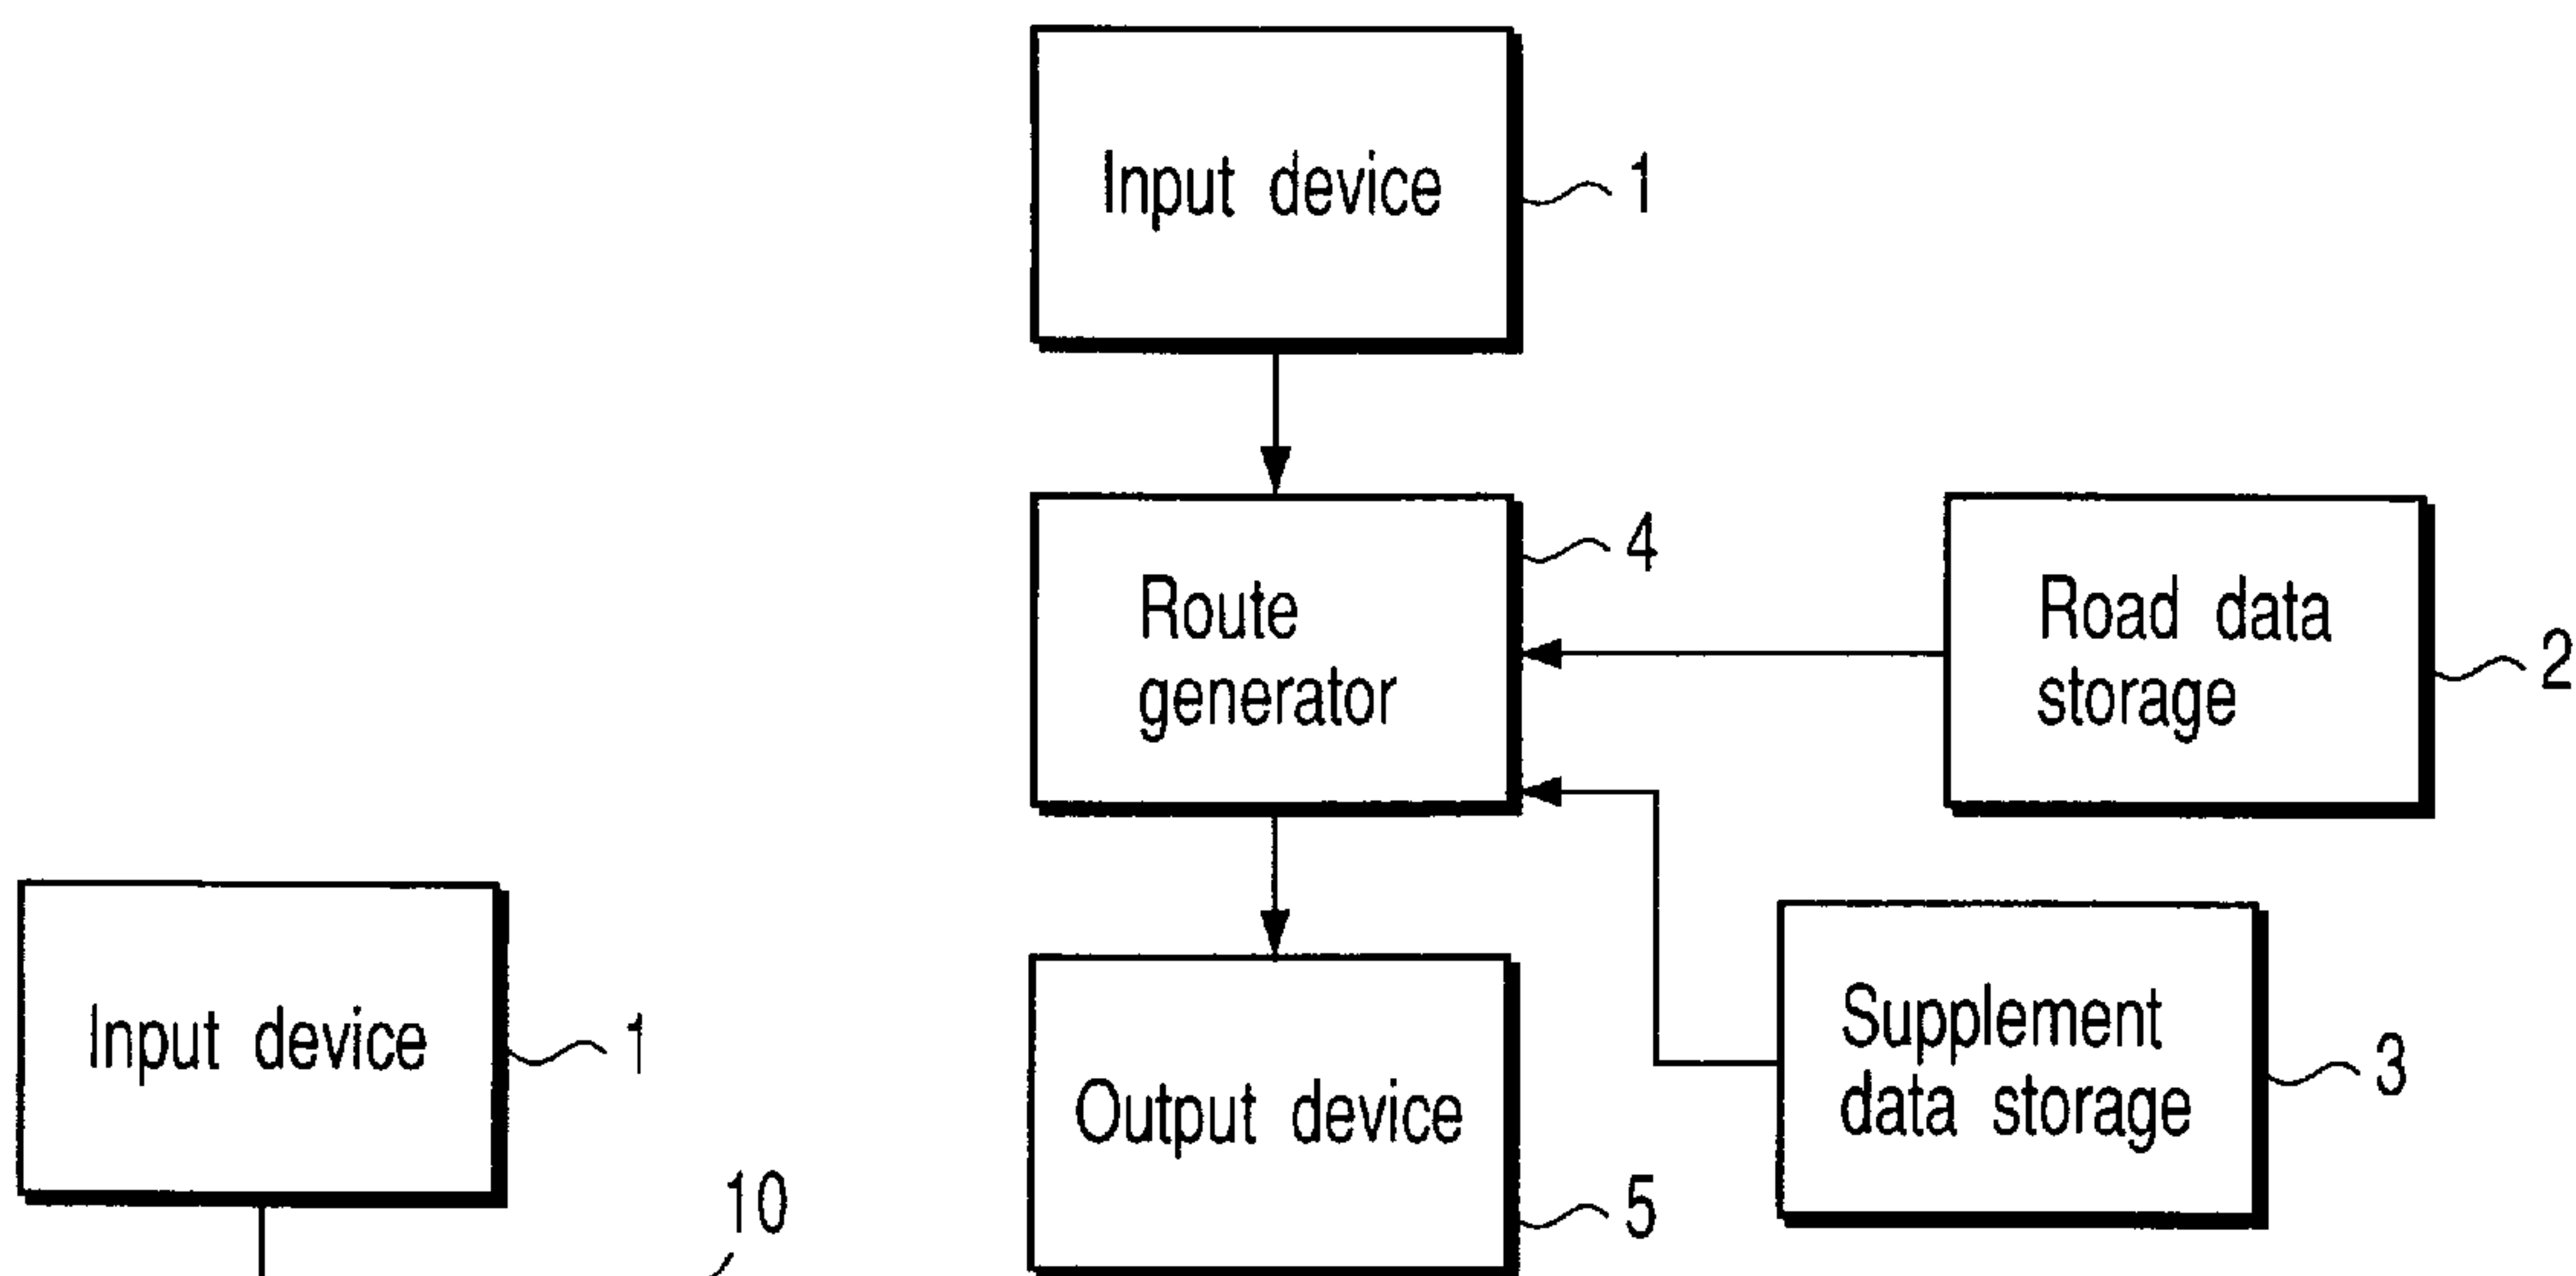 Input device
1
Route
generator
4
Road data
storage
2
Supplement
data storage
3
Output device
5
Input device
1
10